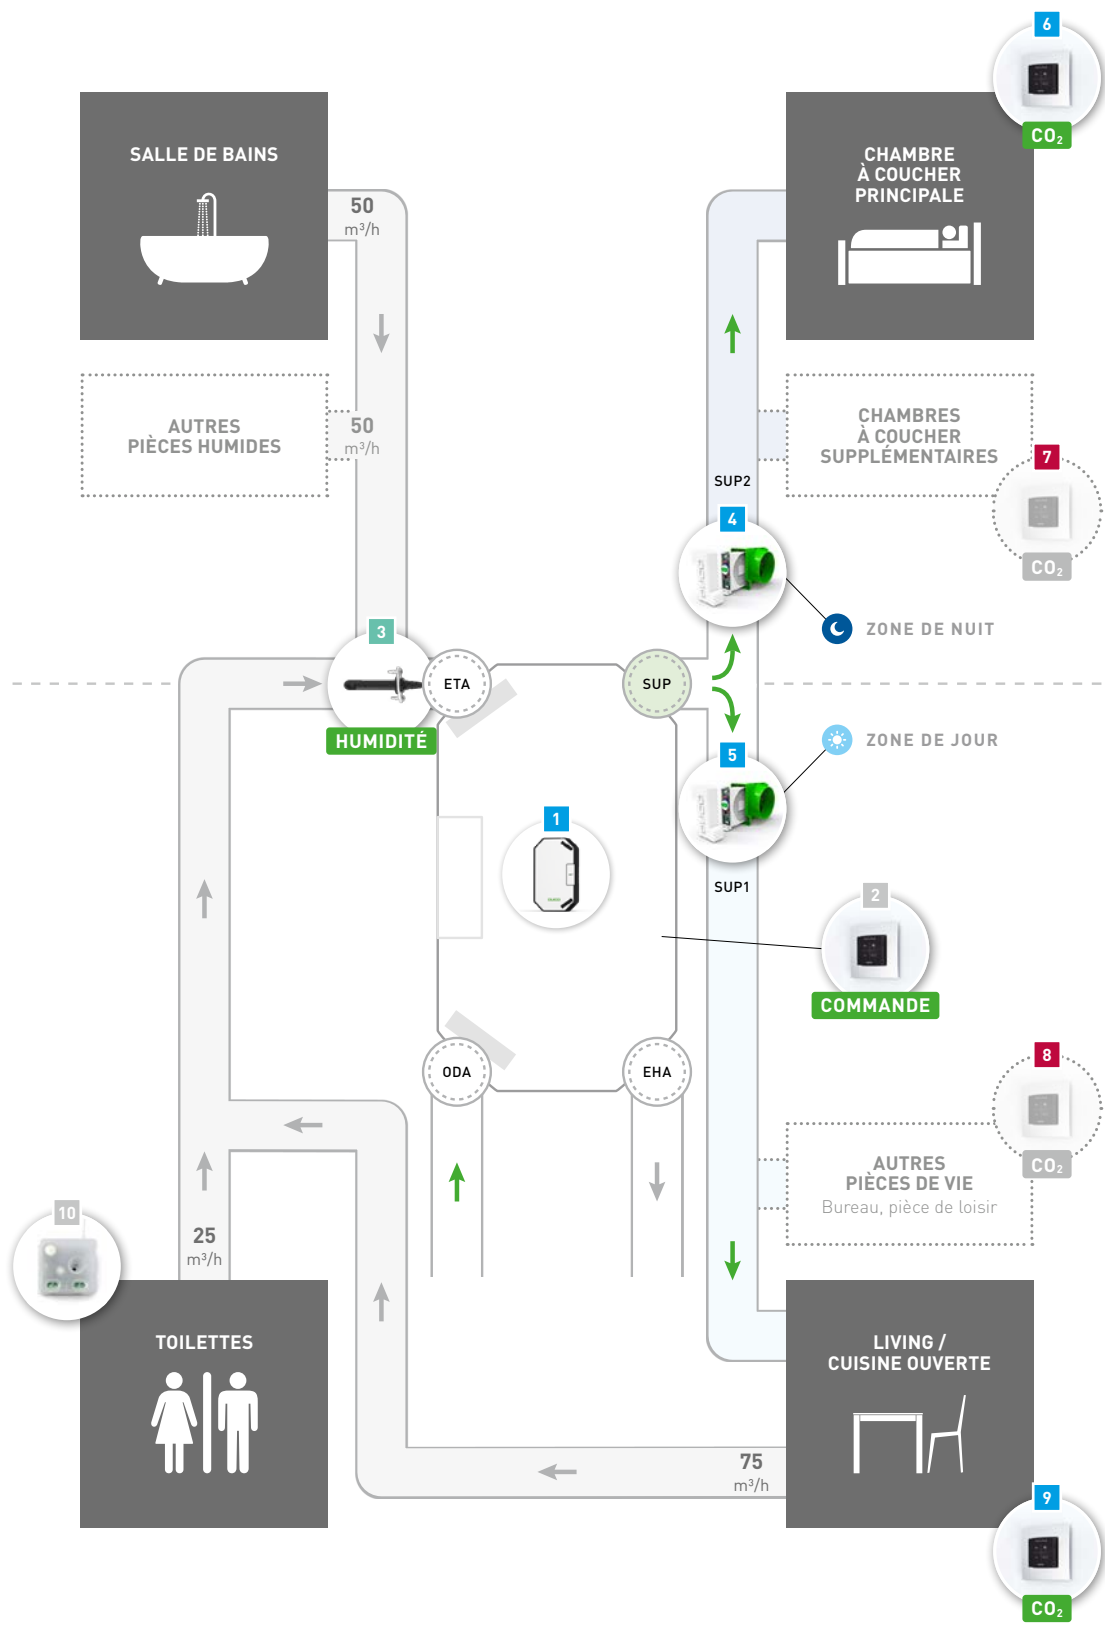 6
CO₂
SALLE DE BAINS
50
m³/h
CHAMBRE
À COUCHER
PRINCIPALE
AUTRES
PIÈCES HUMIDES
50
m³/h
CHAMBRES
À COUCHER
SUPPLÉMENTAIRES
7
CO₂
SUP2
4
ZONE DE NUIT
3
HUMIDITÉ
ETA
SUP
ZONE DE JOUR
5
1
SUP1
2
COMMANDE
ODA
EHA
8
CO₂
AUTRES
PIÈCES DE VIE
Bureau, pièce de loisir
10
25
m³/h
TOILETTES
LIVING /
CUISINE OUVERTE
75
m³/h
9
CO₂